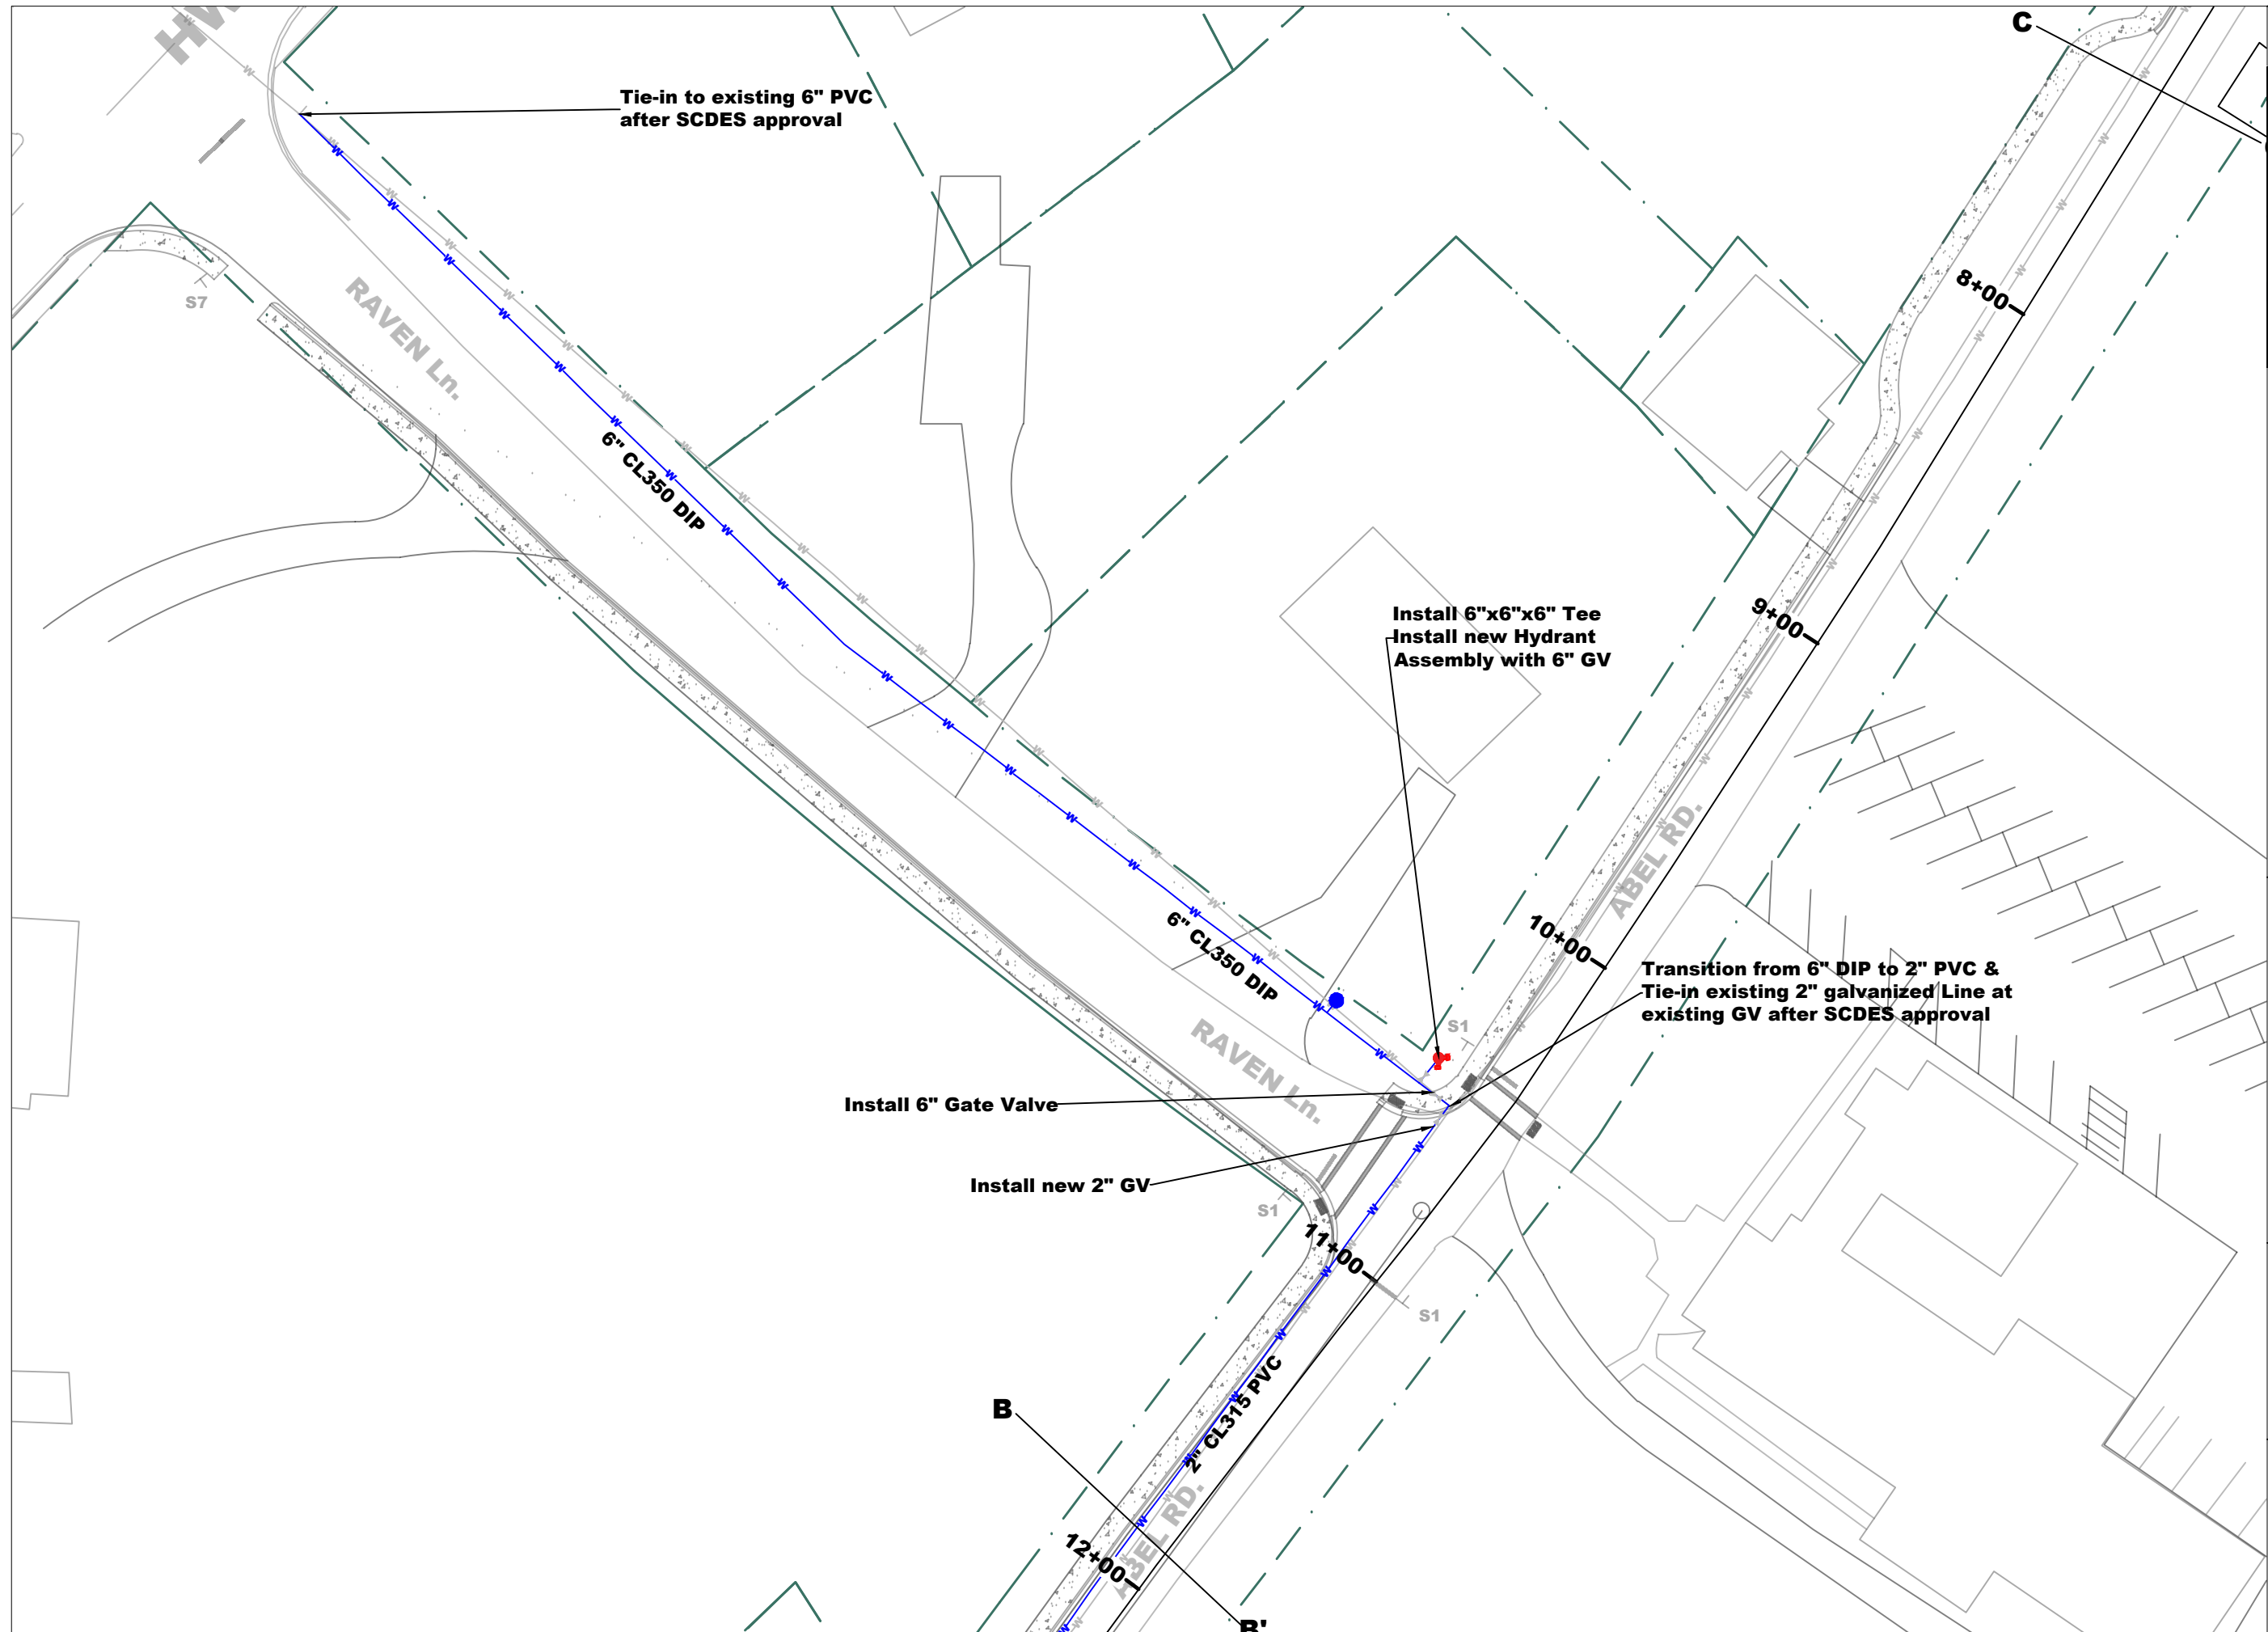 HW
C
Tie-in to existing 6" PVC
after SCDES approval
S7
RAVEN Ln.
8+00
6" CL350 DIP
Install 6"x6"x6" Tee
Install new Hydrant
Assembly with 6" GV
9+00
ABEL RD.
10+00
6" CL350 DIP
Transition from 6" DIP to 2" PVC &
Tie-in existing 2" galvanized Line at
existing GV after SCDES approval
S1
RAVEN Ln.
Install 6" Gate Valve
Install new 2" GV
S1
11+00
S1
2" CL315 PVC
B
ABEL RD.
12+00
B'